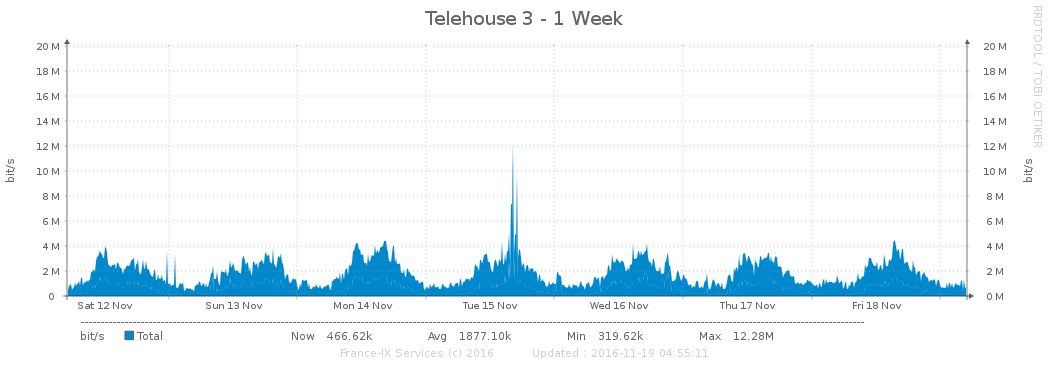 Telehouse 3 - 1 Week
RRDTOOL / TOBI OETIKER
bit/s
20 M 20 M
18 M 18 M
16 M 16 M
14 M 14 M
12 M 12 M
10 M 10 M
8 M 8 M
6 M 6 M
4 M 4 M
2 M 2 M
0 M 0 M
bit/s
Sat 12 Nov Sun 13 Nov Mon 14 Nov Tue 15 Nov Wed 16 Nov Thu 17 Nov Fri 18 Nov
bit/s Total Now 466.62k Avg 1877.10k Min 319.62k Max 12.28M
France-IX Services (c) 2016 Updated : 2016-11-19 04:55:11